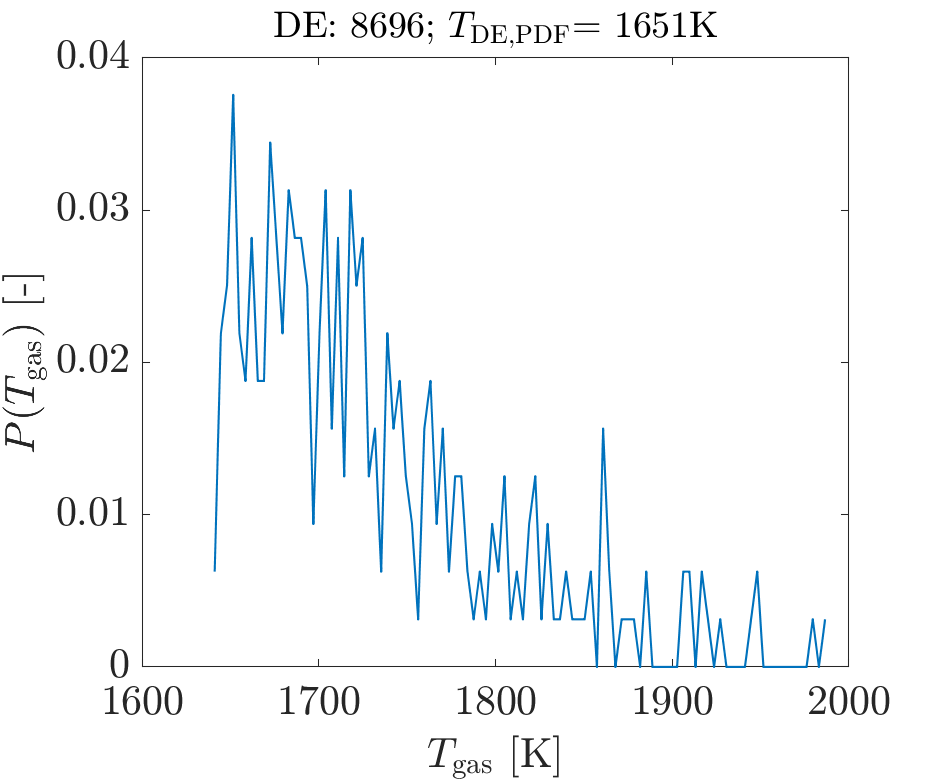 DE: 8696; T_DE,PDF= 1651K
0.04
0.03
0.02
0.01
0
P(T_gas) [-]
1600 1700 1800 1900 2000
T_gas [K]